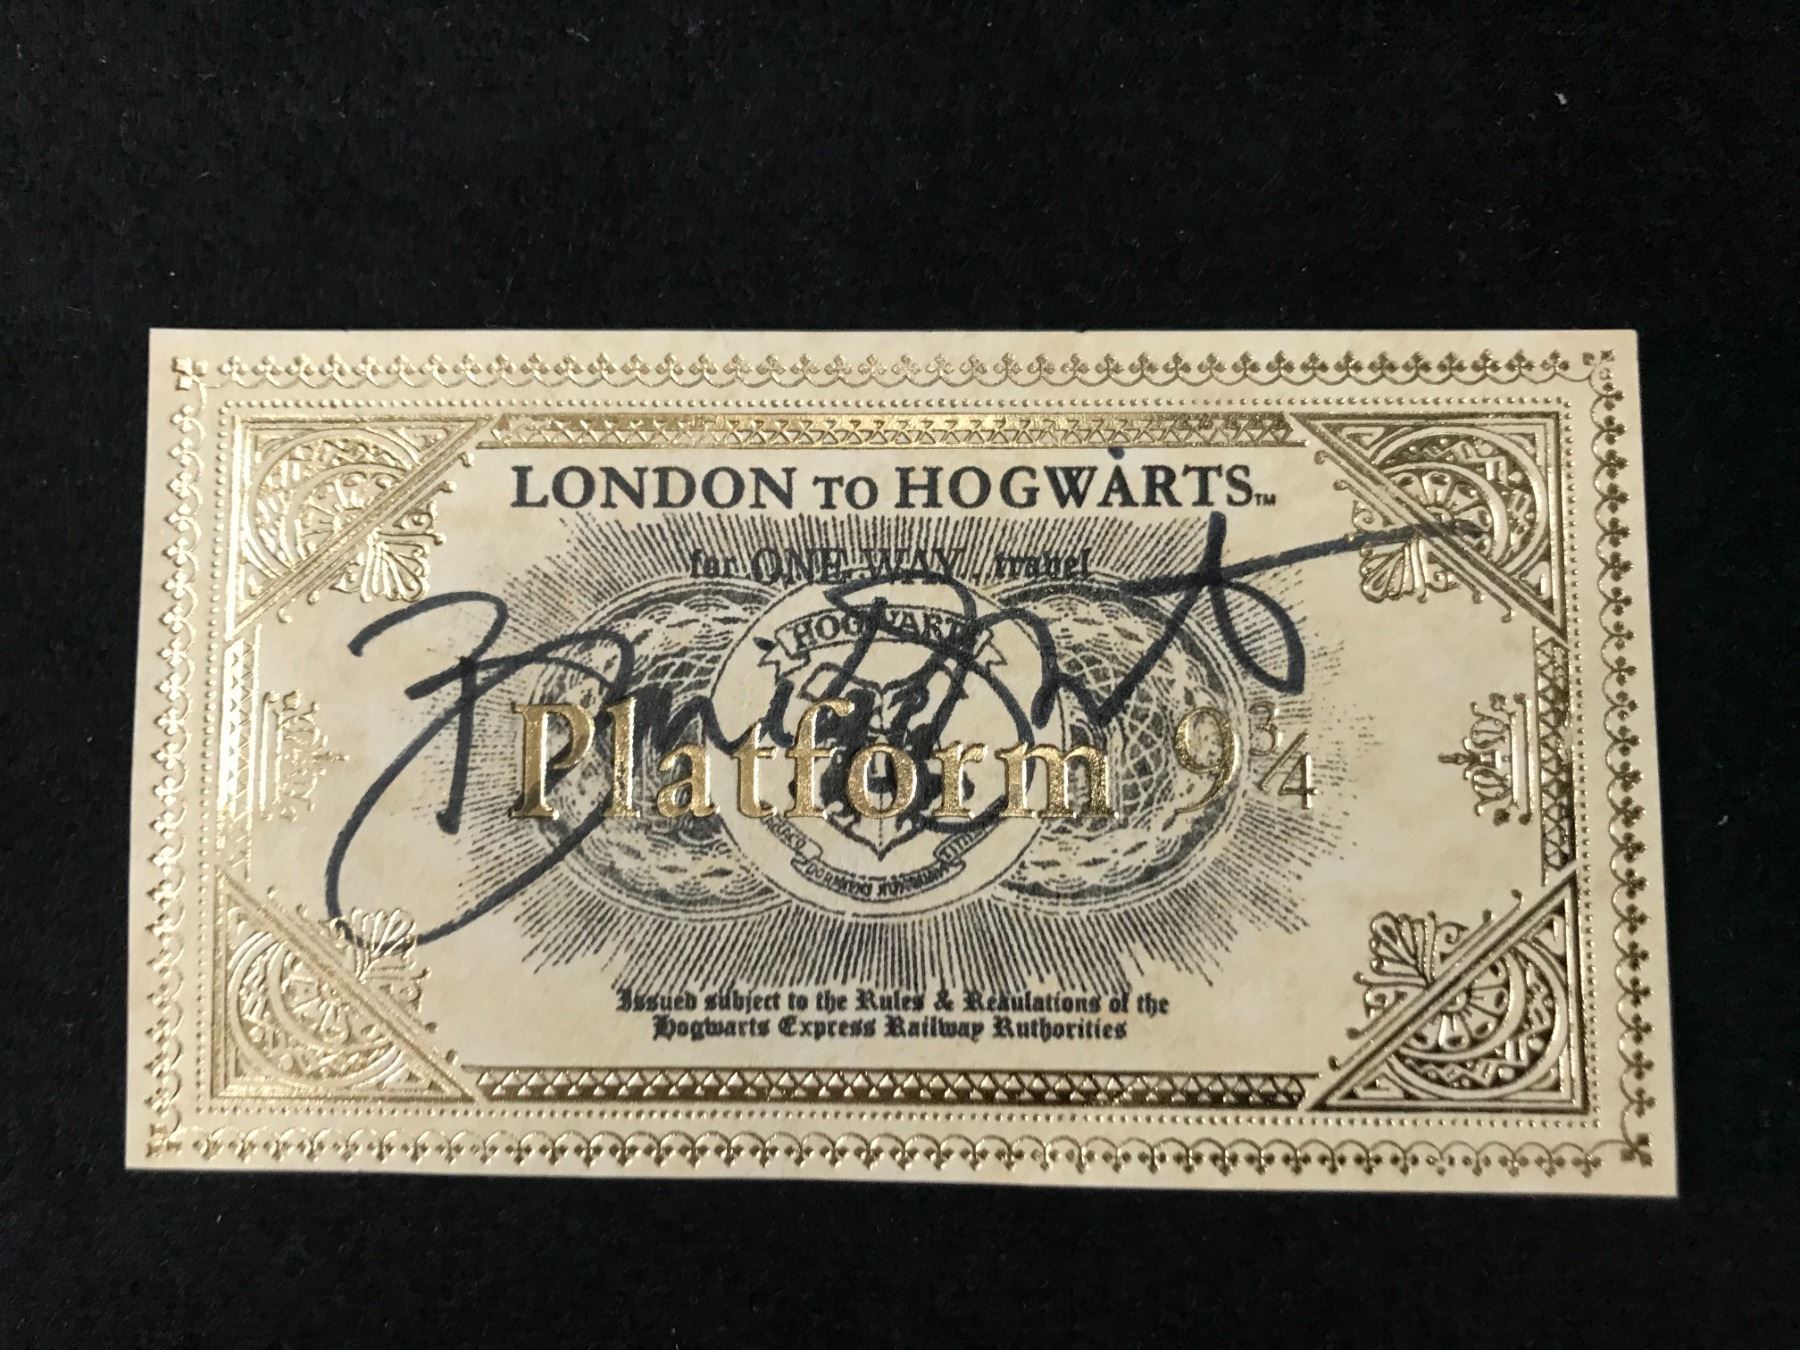 LONDON TO HOGWARTS™
for ONE WAY travel
HOGWARTS
Platform 9¾
Issued subject to the Rules & Regulations of the
Hogwarts Express Railway Authorities